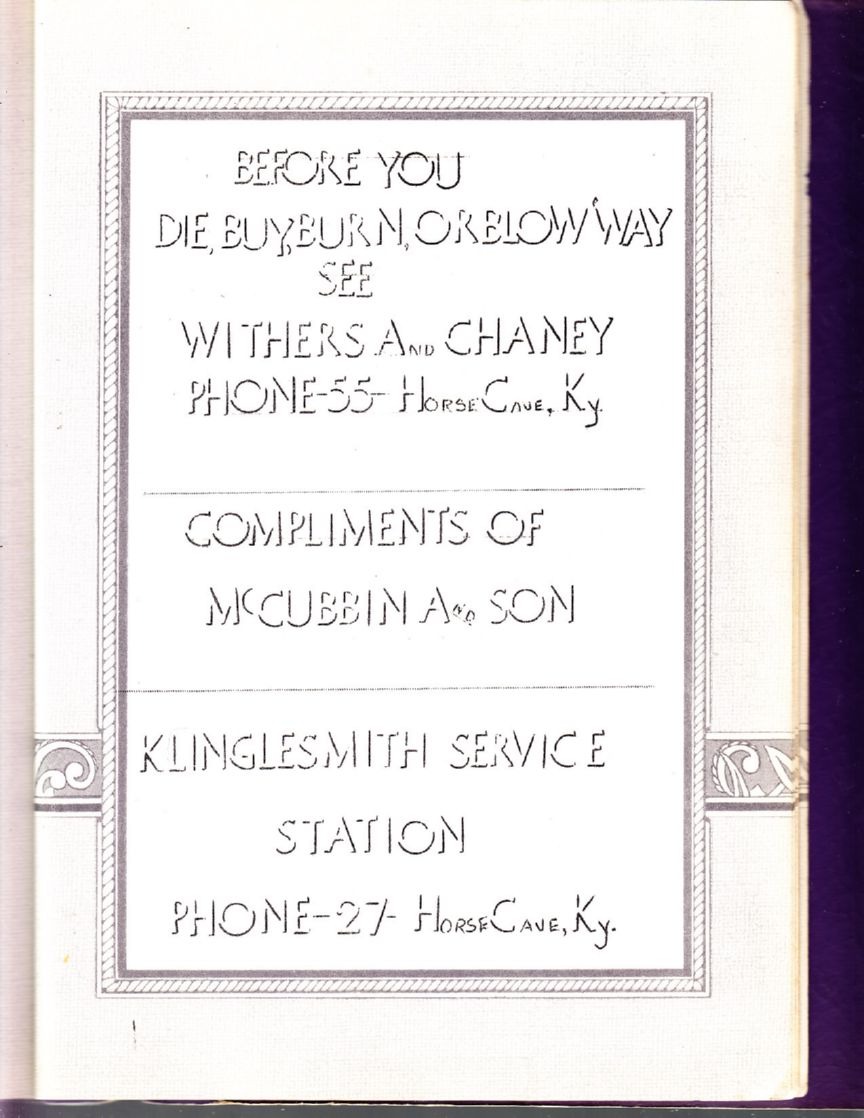 BEFORE YOU
DIE, BUY, BURN, OR BLOW 'WAY
SEE
WITHERS AND CHANEY
PHONE-55- HORSE CAVE, Ky.
COMPLIMENTS OF
McCUBBIN AND SON
KLINGLESMITH SERVICE
STATION
PHONE-27- HORSE CAVE, Ky.